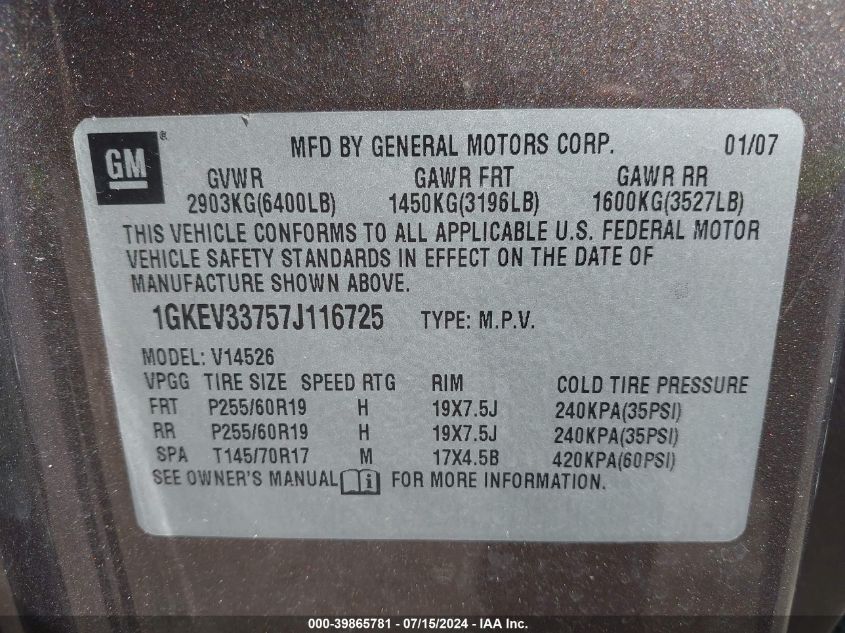 GM ® MFD BY GENERAL MOTORS CORP. 01/07
GVWR GAWR FRT GAWR RR
2903KG(6400LB) 1450KG(3196LB) 1600KG(3527LB)
THIS VEHICLE CONFORMS TO ALL APPLICABLE U.S. FEDERAL MOTOR
VEHICLE SAFETY STANDARDS IN EFFECT ON THE DATE OF
MANUFACTURE SHOWN ABOVE.
1GKEV33757J116725 TYPE: M.P.V.
MODEL: V14526
VPGG TIRE SIZE SPEED RTG RIM COLD TIRE PRESSURE
FRT P255/60R19 H 19X7.5J 240KPA(35PSI)
RR P255/60R19 H 19X7.5J 240KPA(35PSI)
SPA T145/70R17 M 17X4.5B 420KPA(60PSI)
SEE OWNER'S MANUAL i FOR MORE INFORMATION.
000-39865781 - 07/15/2024 - IAA Inc.